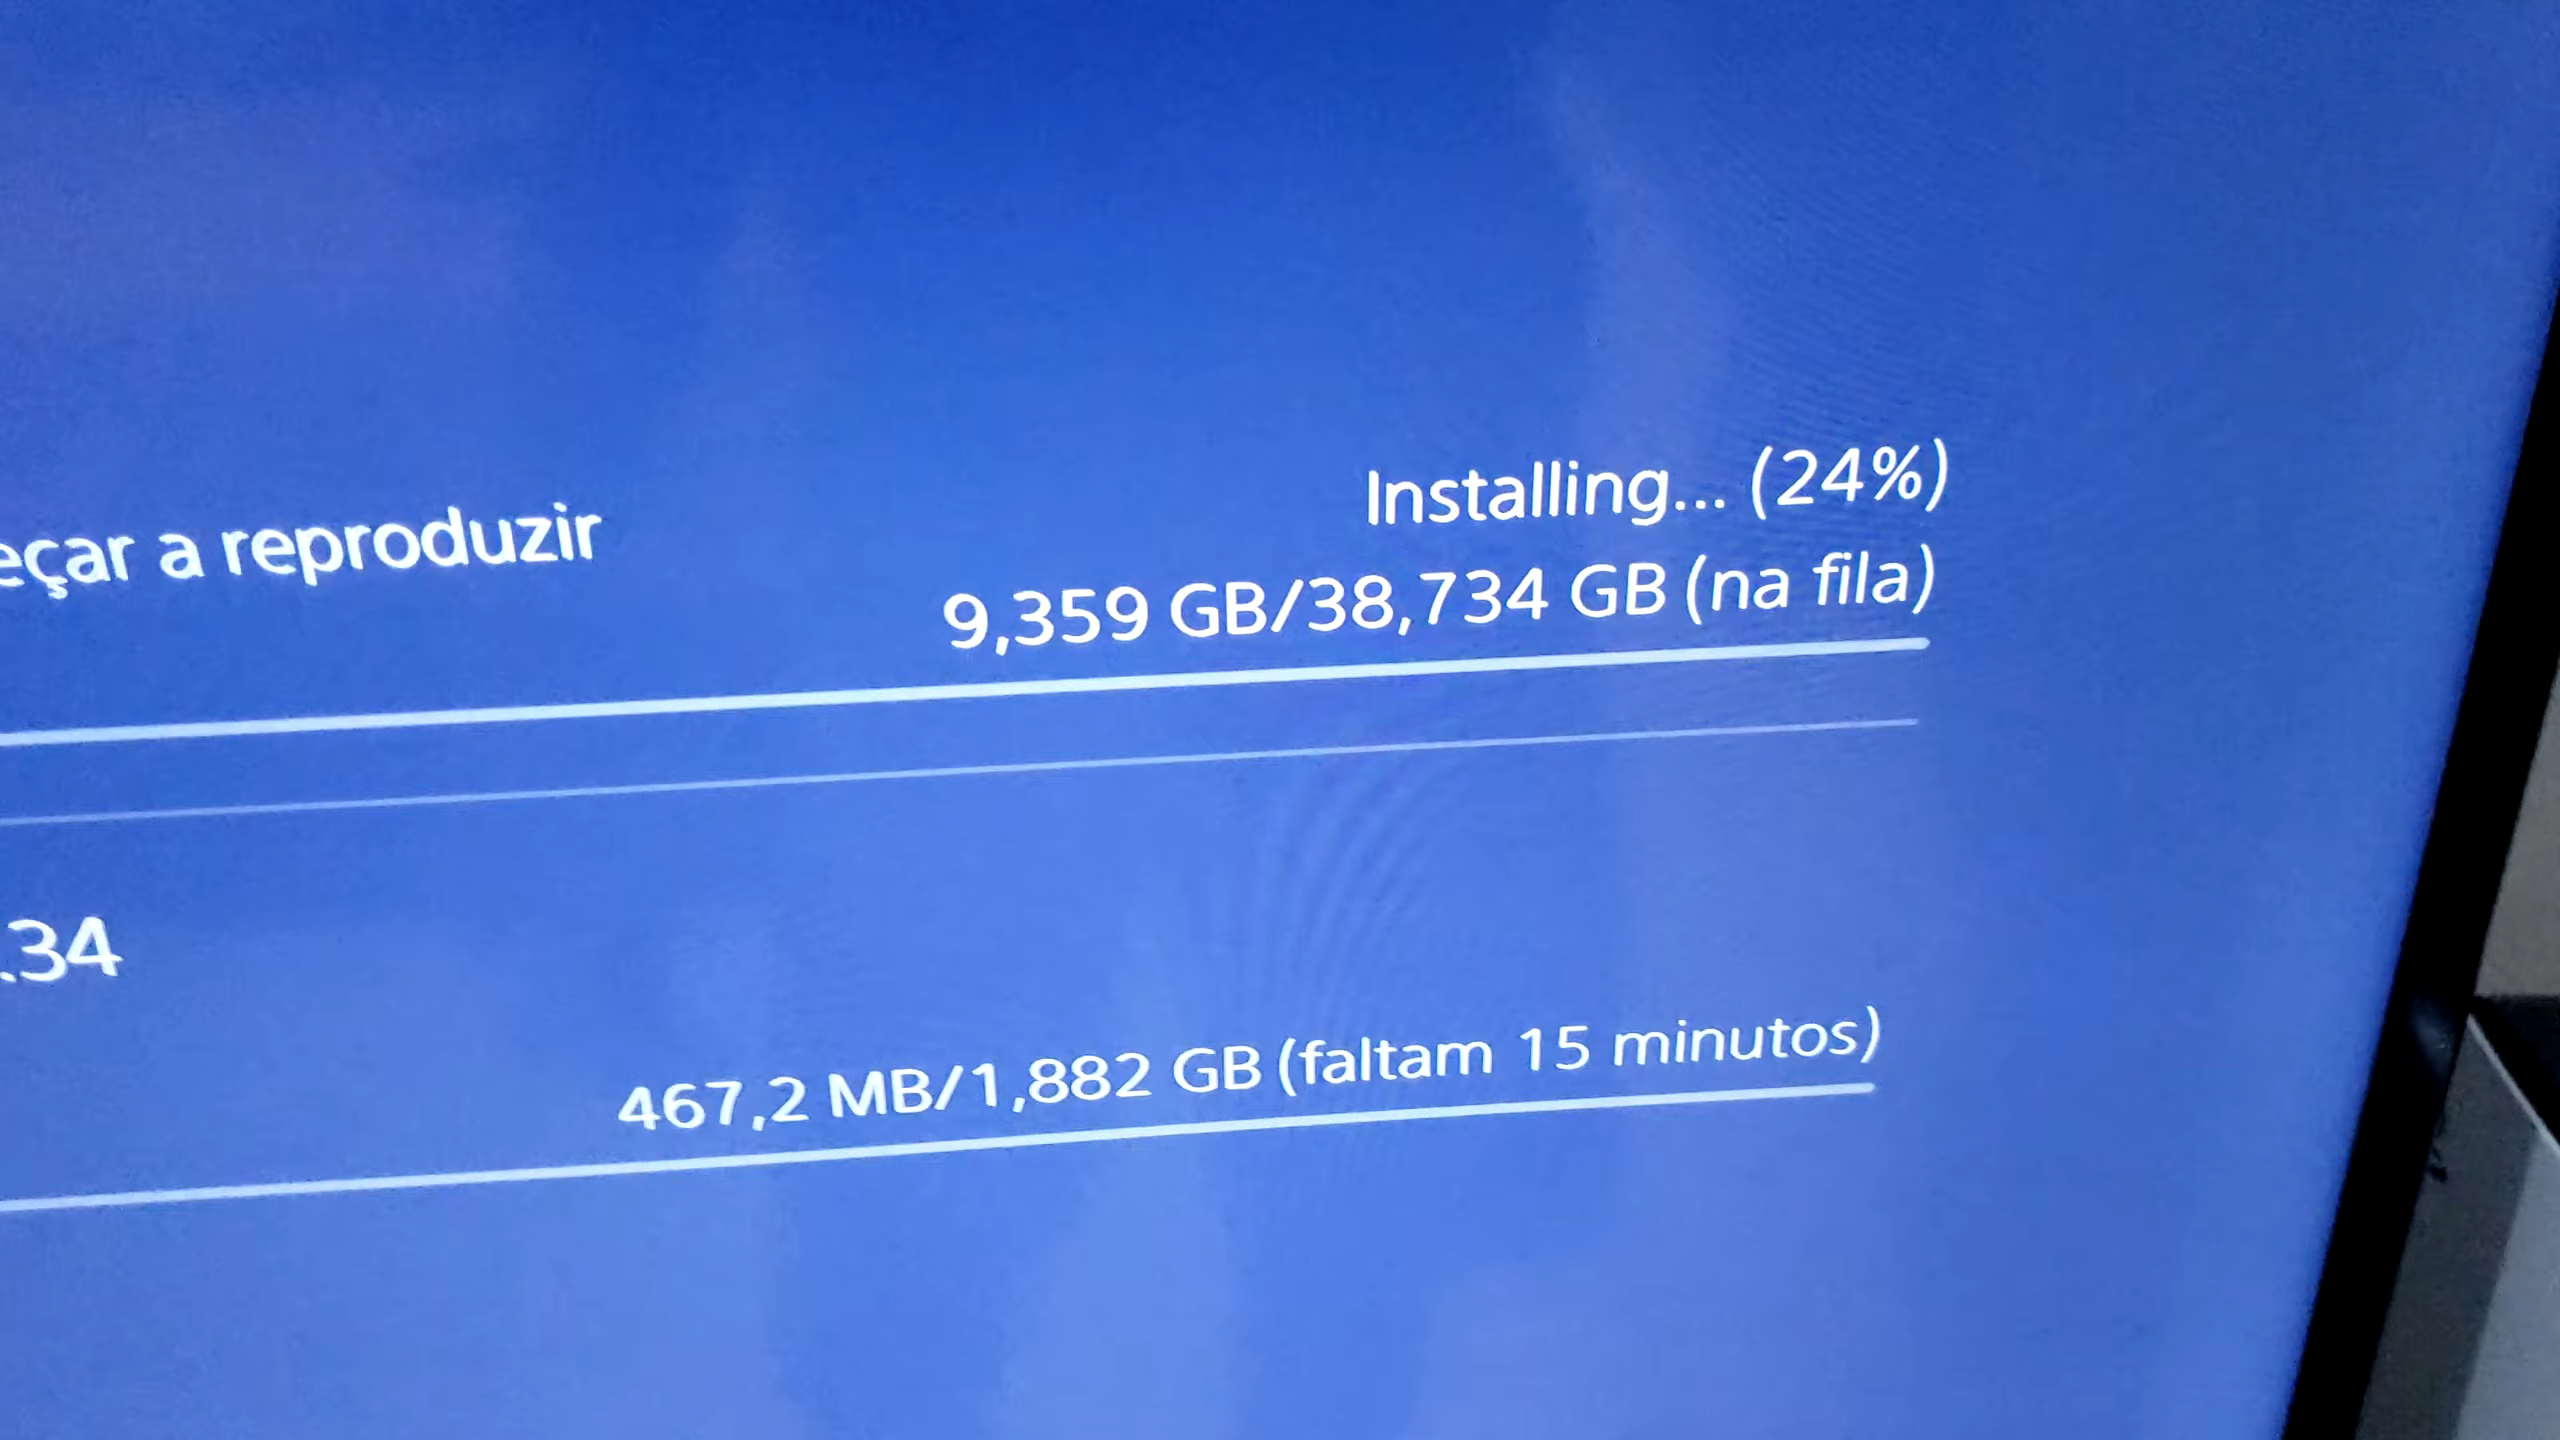 Installing... (24%)
eçar a reproduzir
9,359 GB/38,734 GB (na fila)
.34
467,2 MB/1,882 GB (faltam 15 minutos)